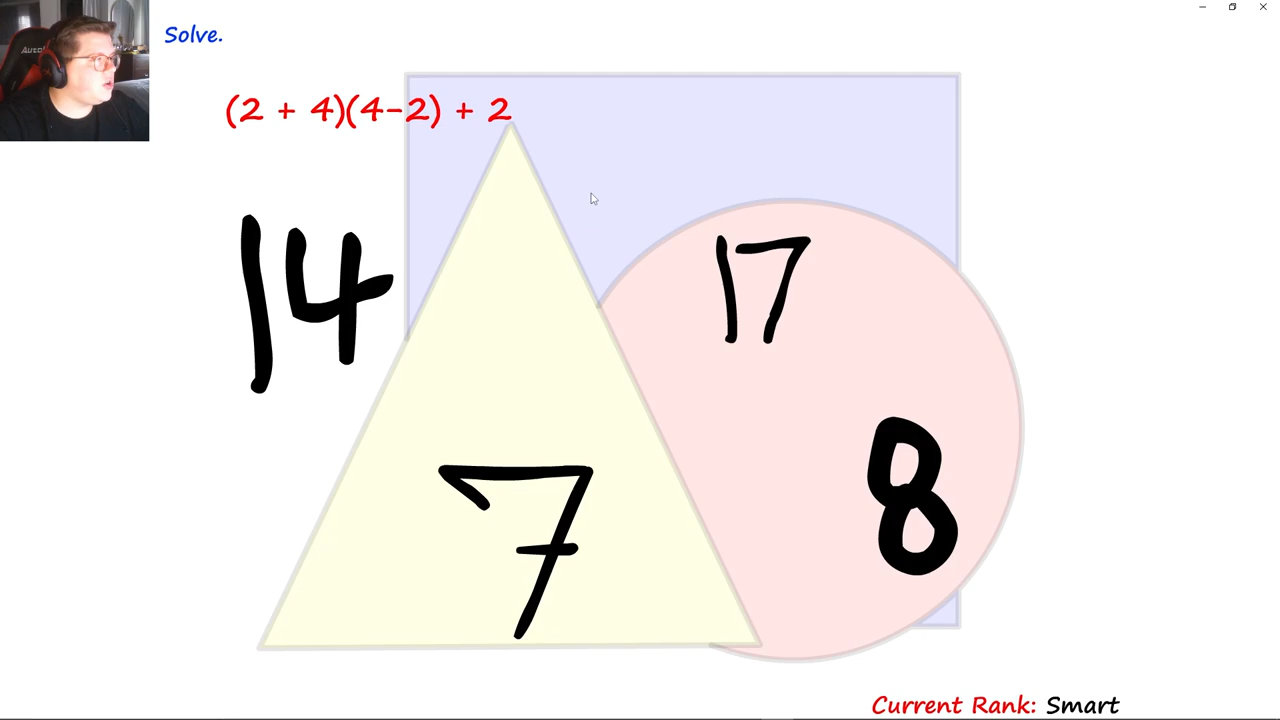 Solve.
(2 + 4)(4-2) + 2
14
17
7
8
Current Rank: Smart